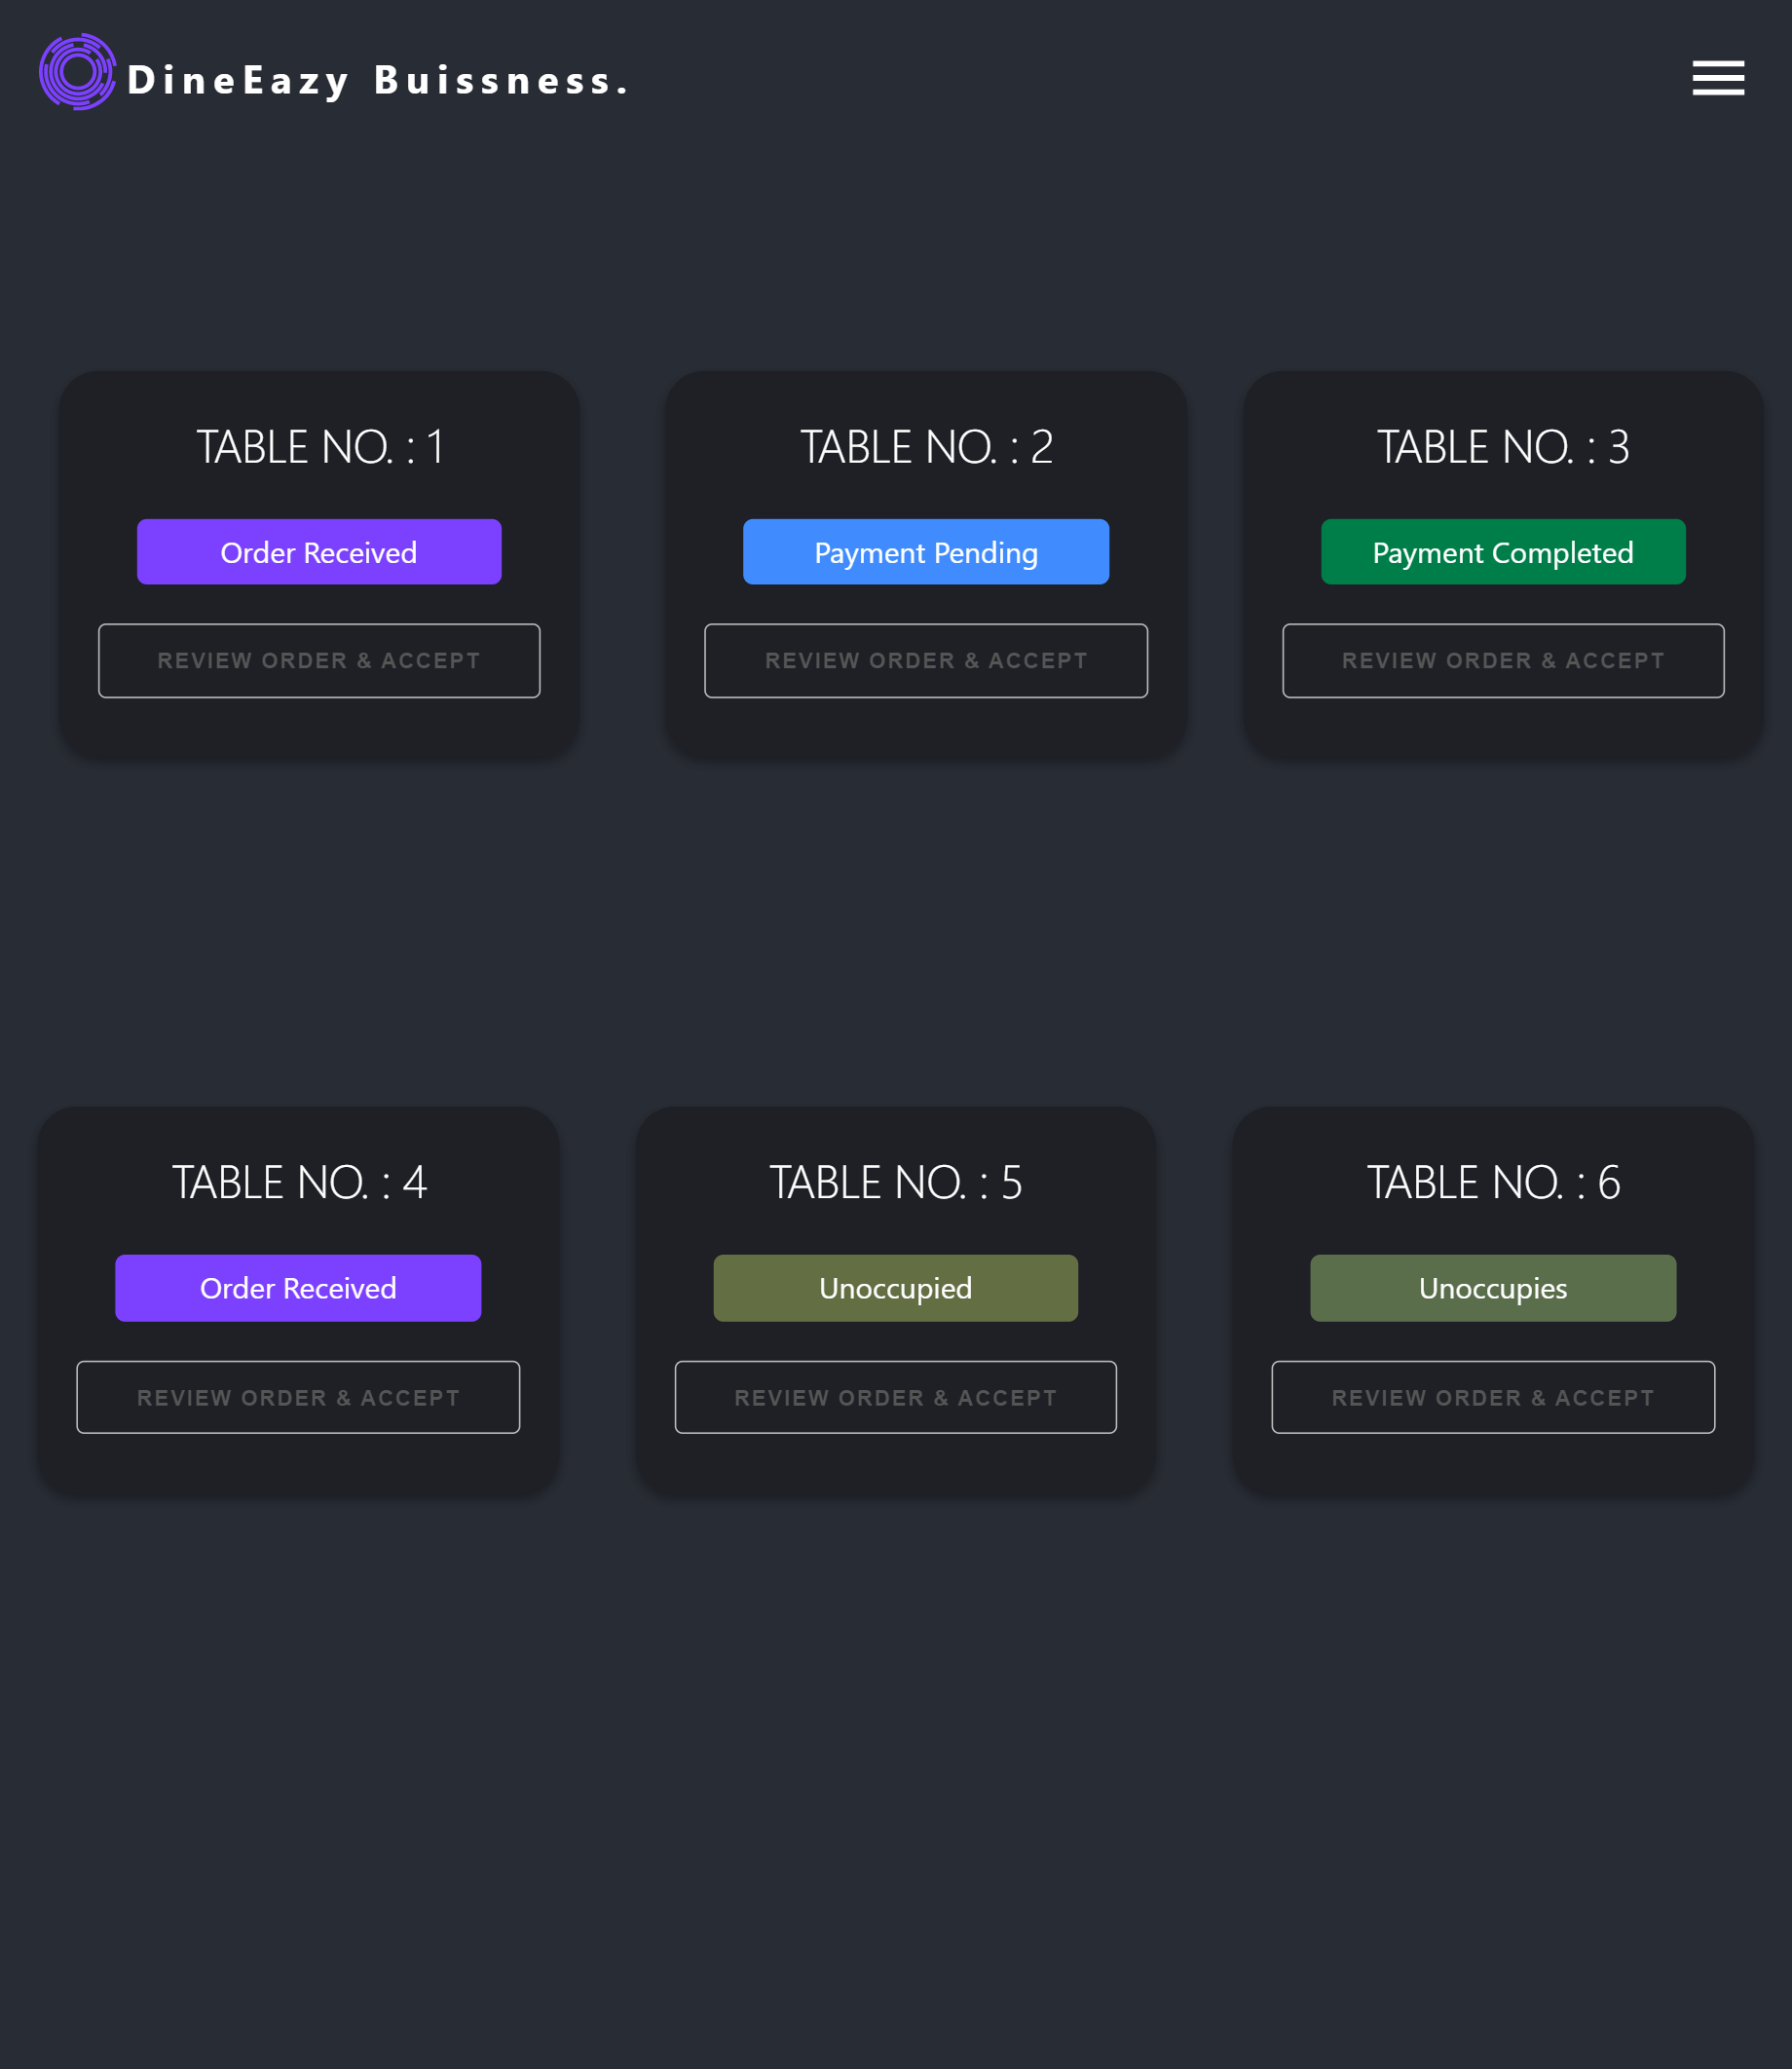 DineEazy Buissness.
TABLE NO. : 1
TABLE NO. : 2
TABLE NO. : 3
Order Received
Payment Pending
Payment Completed
REVIEW ORDER & ACCEPT
REVIEW ORDER & ACCEPT
REVIEW ORDER & ACCEPT
TABLE NO. : 4
TABLE NO. : 5
TABLE NO. : 6
Order Received
Unoccupied
Unoccupies
REVIEW ORDER & ACCEPT
REVIEW ORDER & ACCEPT
REVIEW ORDER & ACCEPT